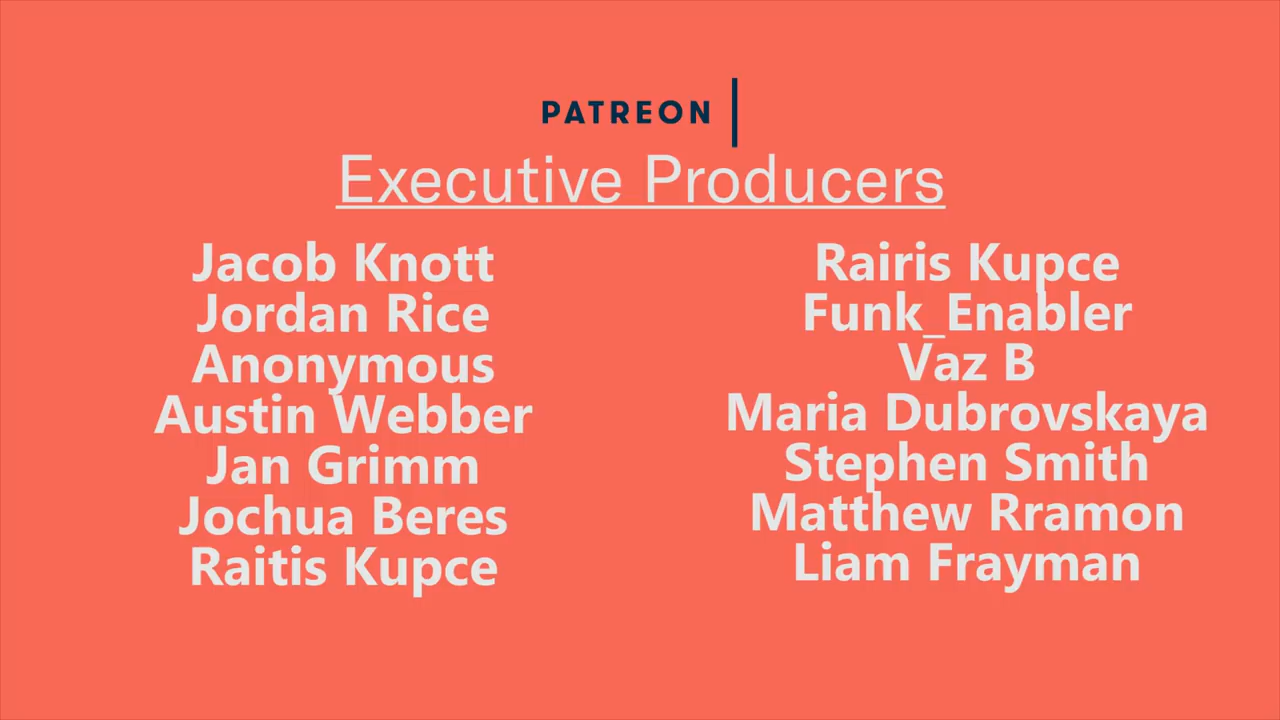 PATREON
Executive Producers
Jacob Knott
Jordan Rice
Anonymous
Austin Webber
Jan Grimm
Jochua Beres
Raitis Kupce
Rairis Kupce
Funk_Enabler
Vaz B
Maria Dubrovskaya
Stephen Smith
Matthew Rramon
Liam Frayman